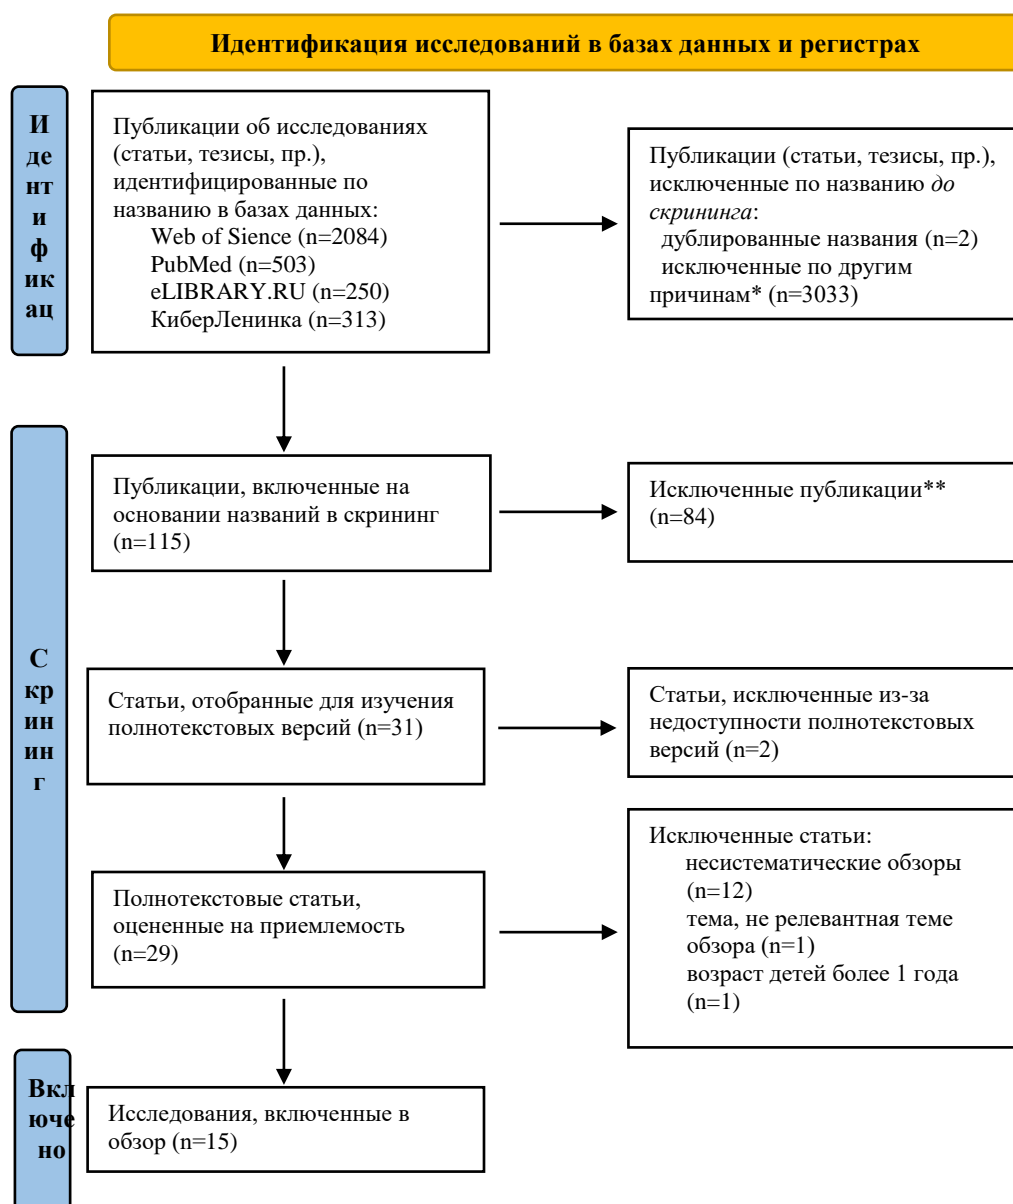 Идентификация исследований в базах данных и регистрах
И
де
нт
и
ф
ик
ац
Публикации об исследованиях
(статьи, тезисы, пр.),
идентифицированные по
названию в базах данных:
Web of Sience (n=2084)
PubMed (n=503)
eLIBRARY.RU (n=250)
КиберЛенинка (n=313)
Публикации (статьи, тезисы, пр.),
исключенные по названию до
скрининга:
дублированные названия (n=2)
исключенные по другим
причинам* (n=3033)
С
кр
ин
ин
г
Публикации, включенные на
основании названий в скрининг
(n=115)
Исключенные публикации**
(n=84)
Статьи, отобранные для изучения
полнотекстовых версий (n=31)
Статьи, исключенные из-за
недоступности полнотекстовых
версий (n=2)
Полнотекстовые статьи,
оцененные на приемлемость
(n=29)
Исключенные статьи:
несистематические обзоры
(n=12)
тема, не релевантная теме
обзора (n=1)
возраст детей более 1 года
(n=1)
Вкл
юче
но
Исследования, включенные в
обзор (n=15)